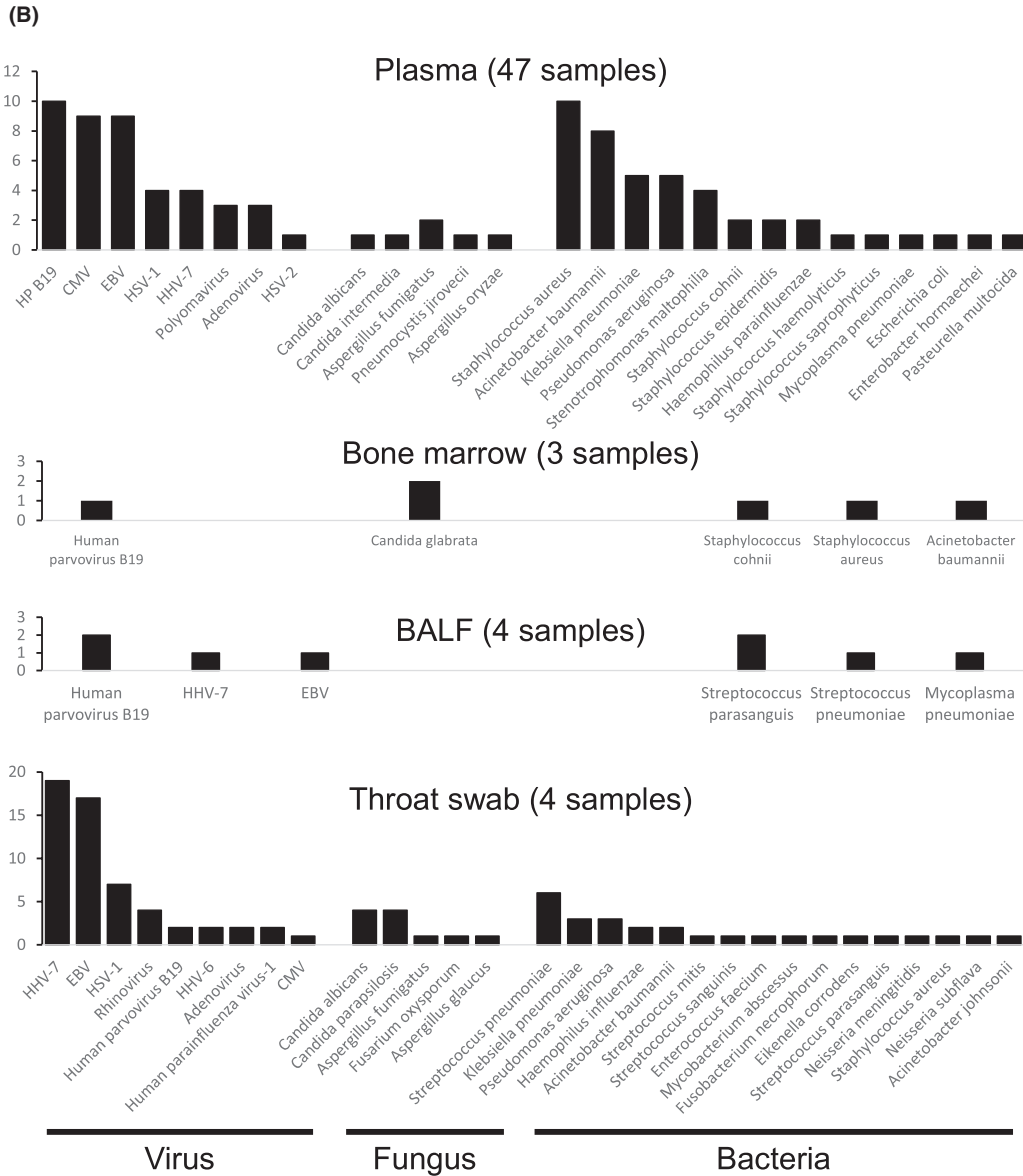 (B)
Plasma (47 samples)
12
10
8
6
4
2
0
HP B19
CMV
EBV
HSV-1
HHV-7
Polyomavirus
Adenovirus
HSV-2
Candida albicans
Candida intermedia
Aspergillus fumigatus
Pneumocystis jirovecii
Aspergillus oryzae
Staphylococcus aureus
Acinetobacter baumannii
Klebsiella pneumoniae
Pseudomonas aeruginosa
Stenotrophomonas maltophilia
Staphylococcus cohnii
Staphylococcus epidermidis
Haemophilus parainfluenzae
Staphylococcus haemolyticus
Staphylococcus saprophyticus
Mycoplasma pneumoniae
Escherichia coli
Enterobacter hormaechei
Pasteurella multocida
Bone marrow (3 samples)
3
2
1
0
Human
parvovirus B19
Candida glabrata
Staphylococcus
cohnii
Staphylococcus
aureus
Acinetobacter
baumannii
BALF (4 samples)
3
2
1
0
Human
parvovirus B19
HHV-7
EBV
Streptococcus
parasanguis
Streptococcus
pneumoniae
Mycoplasma
pneumoniae
Throat swab (4 samples)
20
15
10
5
0
HHV-7
EBV
HSV-1
Rhinovirus
Human parvovirus B19
HHV-6
Adenovirus
Human parainfluenza virus-1
CMV
Candida albicans
Candida parapsilosis
Aspergillus fumigatus
Fusarium oxysporum
Aspergillus glaucus
Streptococcus pneumoniae
Klebsiella pneumoniae
Pseudomonas aeruginosa
Haemophilus influenzae
Acinetobacter baumannii
Streptococcus mitis
Streptococcus sanguinis
Enterococcus faecium
Mycobacterium abscessus
Fusobacterium necrophorum
Eikenella corrodens
Streptococcus parasanguis
Neisseria meningitidis
Staphylococcus aureus
Neisseria subflava
Acinetobacter johnsonii
Virus
Fungus
Bacteria